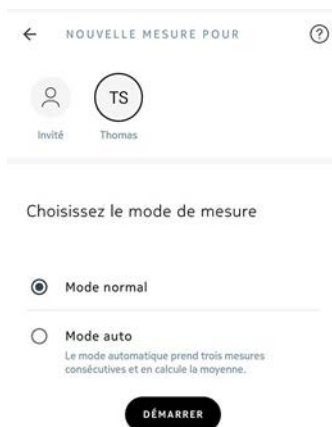 NOUVELLE MESURE POUR
TS
Invité
Thomas
Choisissez le mode de mesure
Mode normal
Mode auto
Le mode automatique prend trois mesures
consécutives et en calcule la moyenne.
DÉMARRER